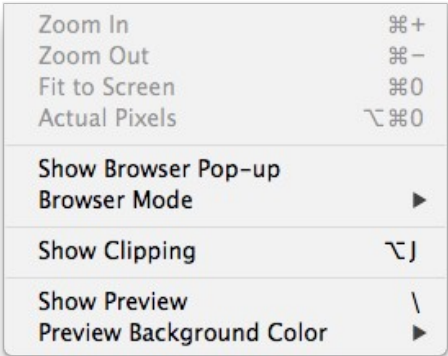 Zoom In ⌘+
Zoom Out ⌘−
Fit to Screen ⌘0
Actual Pixels ⌥⌘0
Show Browser Pop-up
Browser Mode ▶
Show Clipping ⌥J
Show Preview \
Preview Background Color ▶